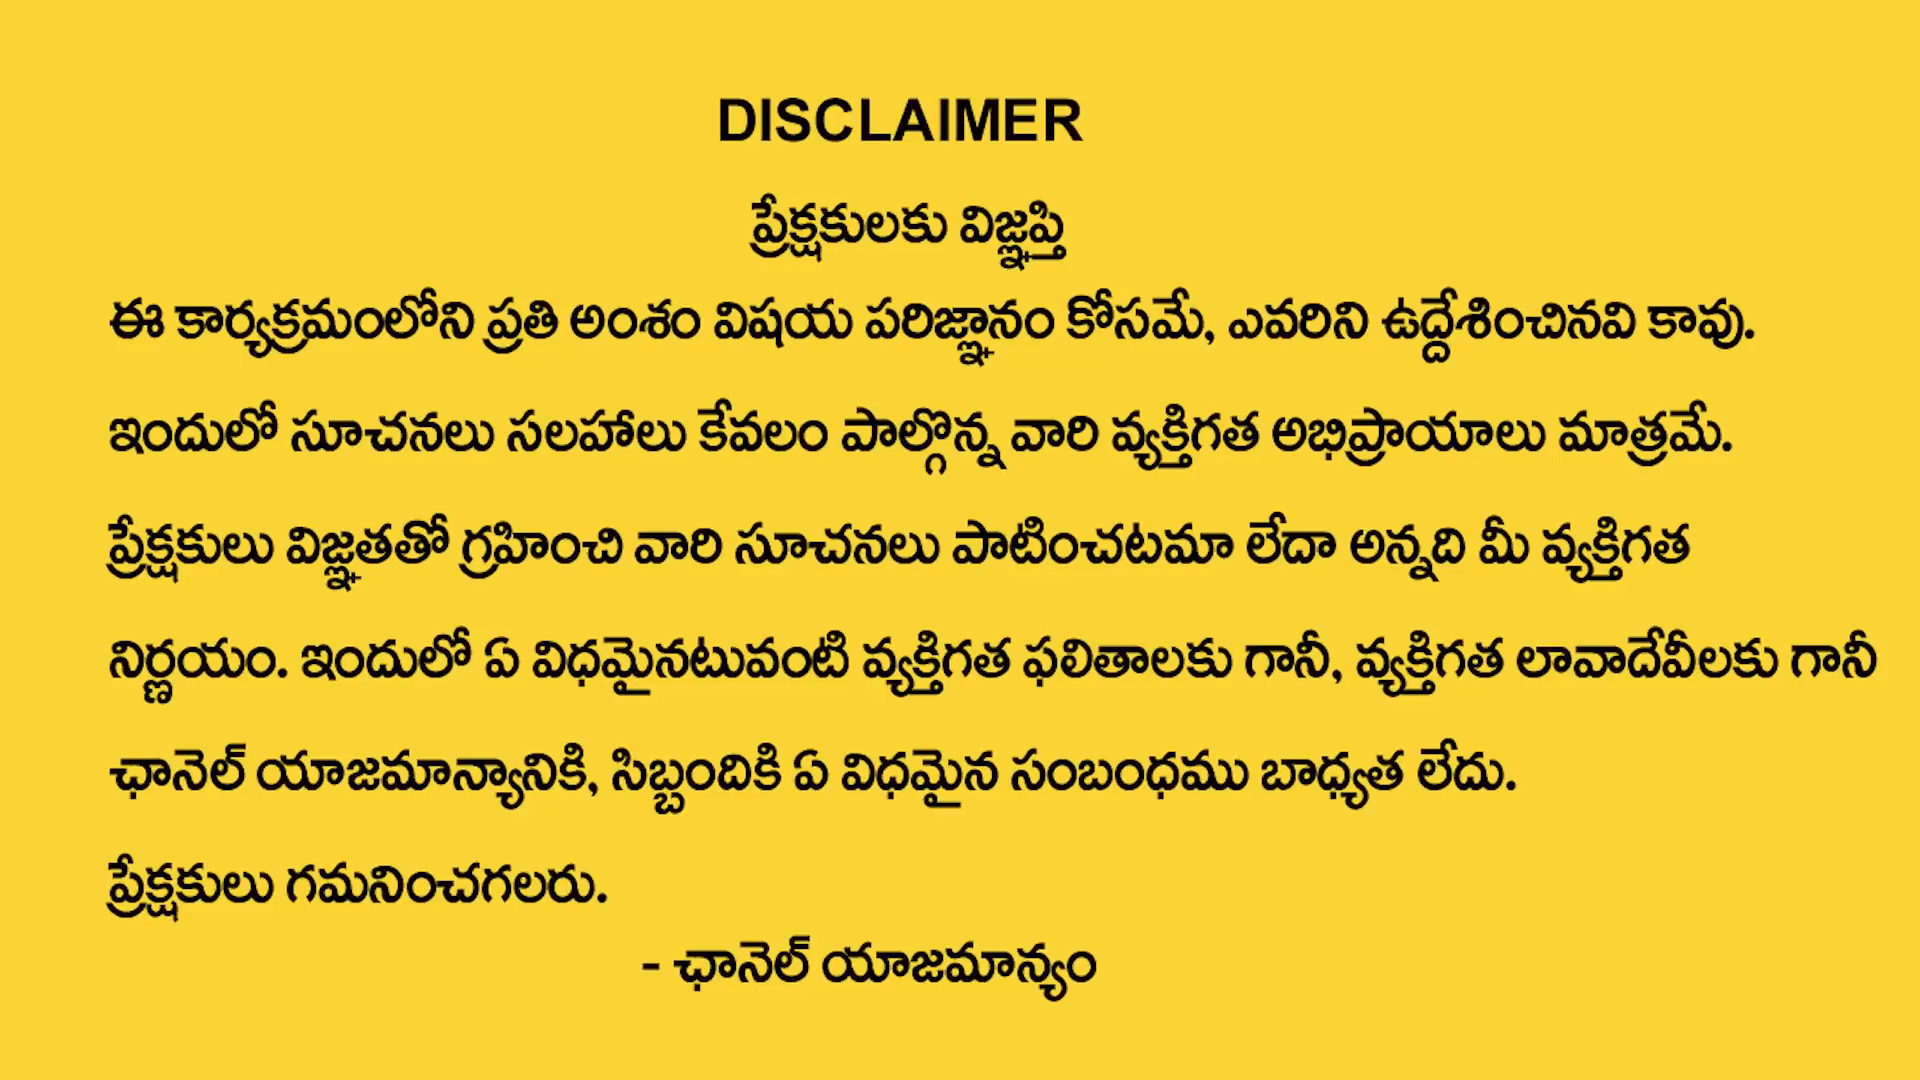 DISCLAIMER
ప్రేక్షకులకు విజ్ఞప్తి
ఈ కార్యక్రమంలోని ప్రతి అంశం విషయ పరిజ్ఞానం కోసమే, ఎవరిని ఉద్దేశించినవి కావు.
ఇందులో సూచనలు సలహాలు కేవలం పాల్గొన్న వారి వ్యక్తిగత అభిప్రాయాలు మాత్రమే.
ప్రేక్షకులు విజ్ఞతతో గ్రహించి వారి సూచనలు పాటించటమా లేదా అన్నది మీ వ్యక్తిగత
నిర్ణయం. ఇందులో ఏ విధమైనటువంటి వ్యక్తిగత ఫలితాలకు గానీ, వ్యక్తిగత లావాదేవీలకు గానీ
ఛానెల్ యాజమాన్యానికి, సిబ్బందికి ఏ విధమైన సంబంధము బాధ్యత లేదు.
ప్రేక్షకులు గమనించగలరు.
- ఛానెల్ యాజమాన్యం